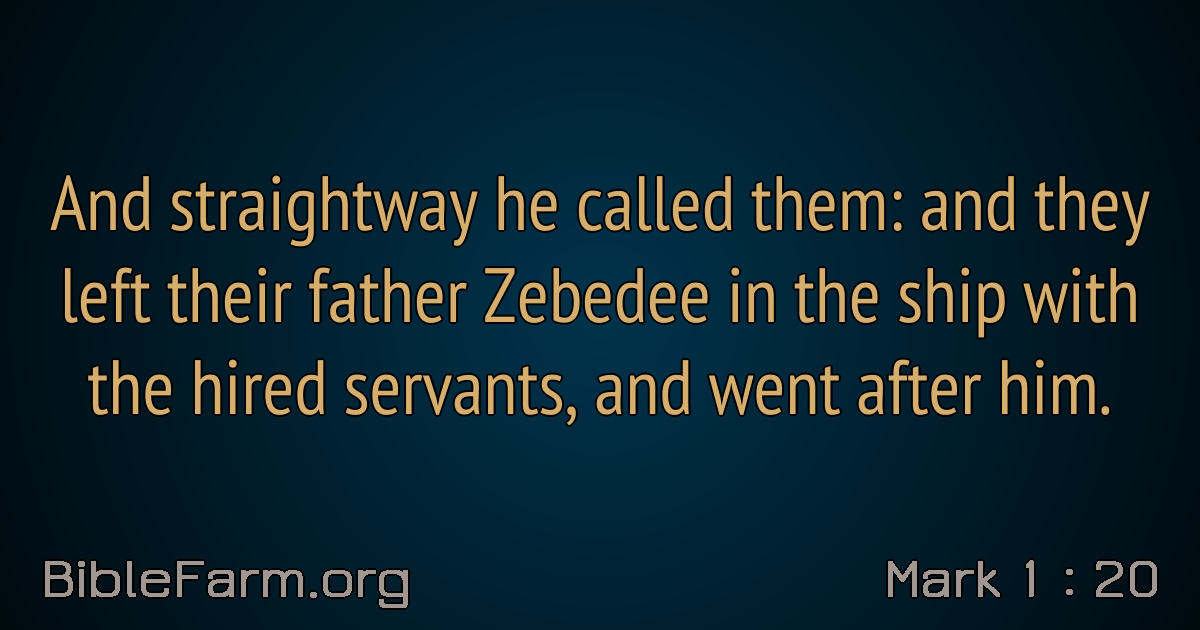 And straightway he called them: and they
left their father Zebedee in the ship with
the hired servants, and went after him.
BibleFarm.org
Mark 1 : 20